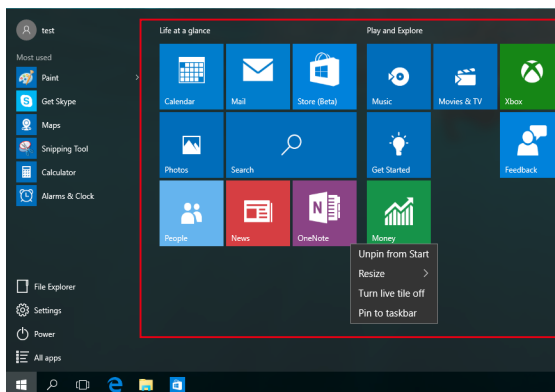 test
Most used
Paint
Get Skype
Maps
Snipping Tool
Calculator
Alarms & Clock
File Explorer
Settings
Power
All apps
Life at a glance
Calendar
Mail
Store (Beta)
Photos
Search
People
News
OneNote
Play and Explore
Music
Movies & TV
Xbox
Get Started
Feedback
Money
Unpin from Start
Resize
Turn live tile off
Pin to taskbar